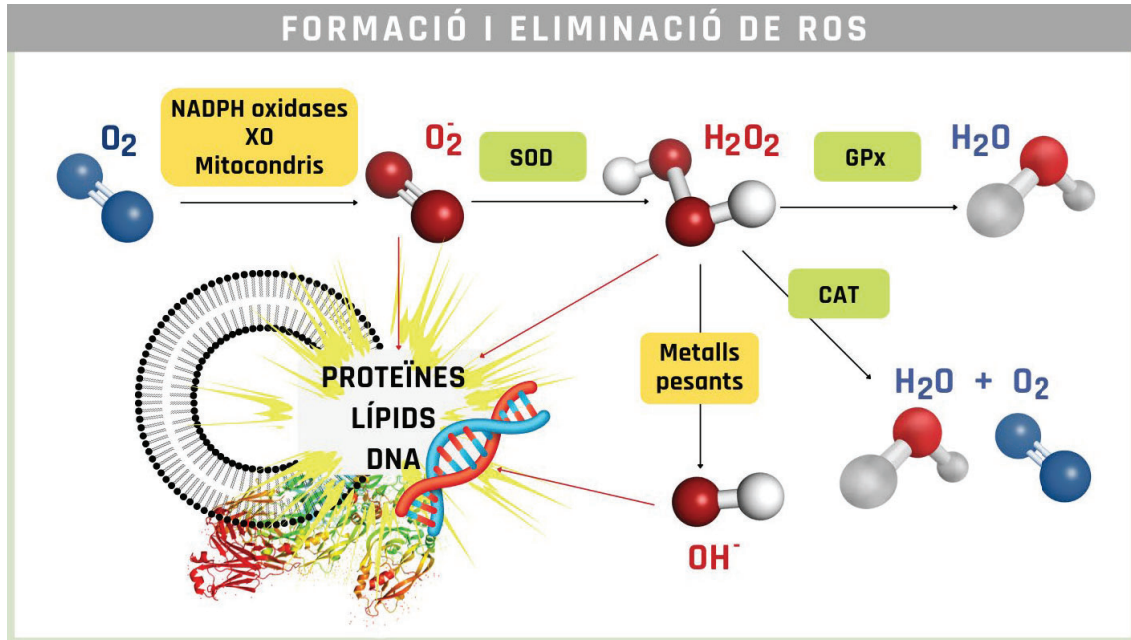 FORMACIÓ I ELIMINACIÓ DE ROS
O2
NADPH oxidases
XO
Mitocondris
O2-
SOD
H2O2
GPx
H2O
CAT
Metalls
pesants
H2O + O2
PROTEÏNES
LÍPIDS
DNA
OH-